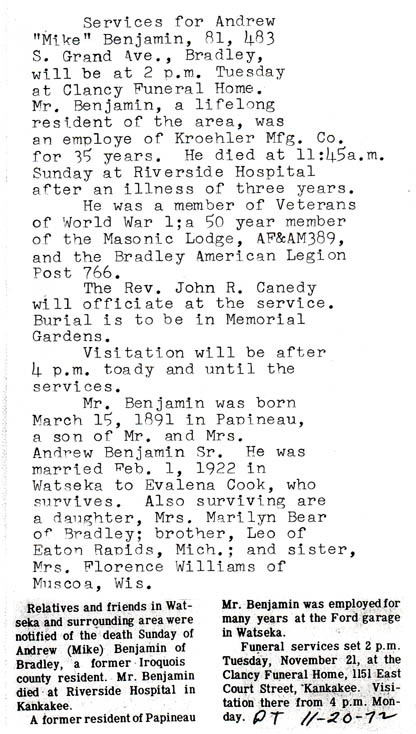 Services for Andrew
"Mike" Benjamin, 81, 483
S. Grand Ave., Bradley,
will be at 2 p.m. Tuesday
at Clancy Funeral Home.
Mr. Benjamin, a lifelong
resident of the area, was
an employe of Kroehler Mfg. Co.
for 35 years.  He died at 11:45a.m.
Sunday at Riverside Hospital
after an illness of three years.
He was a member of Veterans
of World War 1;a 50 year member
of the Masonic Lodge, AF&AM389,
and the Bradley American Legion
Post 766.
The Rev. John R. Canedy
will officiate at the service.
Burial is to be in Memorial
Gardens.
Visitation will be after
4 p.m. toady and until the
services.
Mr. Benjamin was born
March 15, 1891 in Papineau,
a son of Mr. and Mrs.
Andrew Benjamin Sr.  He was
married Feb. 1, 1922 in
Watseka to Evalena Cook, who
survives.  Also surviving are
a daughter, Mrs. Marilyn Bear
of Bradley; brother, Leo of
Eaton Rapids, Mich.; and sister,
Mrs. Florence Williams of
Muscoa, Wis.
Relatives and friends in Wat-
seka and surrounding area were
notified of the death Sunday of
Andrew (Mike) Benjamin of
Bradley, a former Iroquois
county resident. Mr. Benjamin
died at Riverside Hospital in
Kankakee.
A former resident of Papineau
Mr. Benjamin was employed for
many years at the Ford garage
in Watseka.
Funeral services set 2 p.m.
Tuesday, November 21, at the
Clancy Funeral Home, 1151 East
Court Street, Kankakee. Visi-
tation there from 4 p.m. Mon-
day. DT 11-20-72